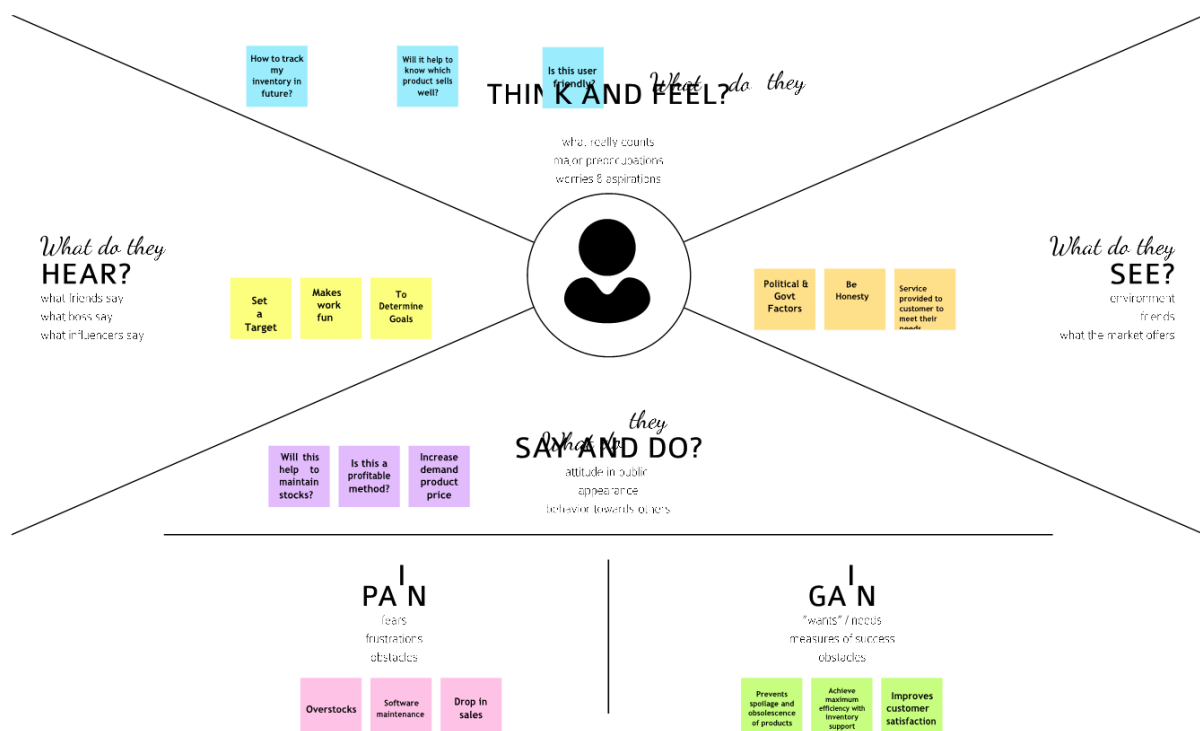 How to track
my
inventory in
future?
Will it help to
know which
product sells
well?
Is this user
friendly?
What do they
THINK AND FEEL?
what really counts
major preoccupations
worries & aspirations
What do they
HEAR?
what friends say
what boss say
what influencers say
Set
a
Target
Makes
work
fun
To
Determine
Goals
Political &
Govt
Factors
Be
Honesty
Service
provided to
customer to
meet their
needs
What do they
SEE?
environment
friends
what the market offers
What do they
SAY AND DO?
attitude in public
appearance
behavior towards others
Will this
help to
maintain
stocks?
Is this a
profitable
method?
Increase
demand
product
price
PAIN
fears
frustrations
obstacles
Overstocks
Software
maintenance
Drop in
sales
GAIN
"wants" / needs
measures of success
obstacles
Prevents
spoilage and
obsolescence
of products
Achieve
maximum
efficiency with
inventory
support
Improves
customer
satisfaction